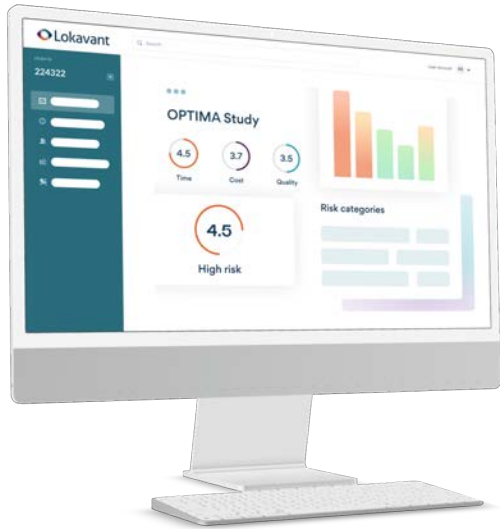 Lokavant
Search
224322
OPTIMA Study
4.5
3.7
3.5
Time
Cost
Quality
4.5
High risk
Risk categories